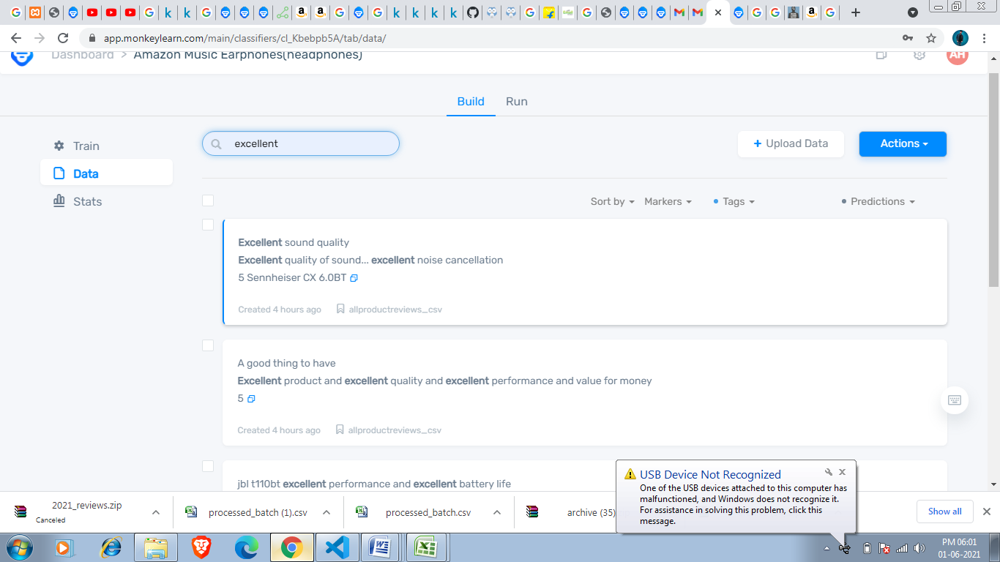 app.monkeylearn.com/main/classifiers/cl_Kbebpb5A/tab/data/
Dashboard > Amazon Music Earphones(headphones)
AH
Build Run
Train
Data
Stats
excellent
+ Upload Data
Actions
Sort by Markers Tags Predictions
Excellent sound quality
Excellent quality of sound... excellent noise cancellation
5 Sennheiser CX 6.0BT
Created 4 hours ago allproductreviews_csv
A good thing to have
Excellent product and excellent quality and excellent performance and value for money
5
Created 4 hours ago allproductreviews_csv
jbl t110bt excellent performance and excellent battery life
USB Device Not Recognized
One of the USB devices attached to this computer has
malfunctioned, and Windows does not recognize it.
For assistance in solving this problem, click this
message.
2021_reviews.zip
Canceled
processed_batch (1).csv
processed_batch.csv
archive (35)
Show all
PM 06:01
01-06-2021